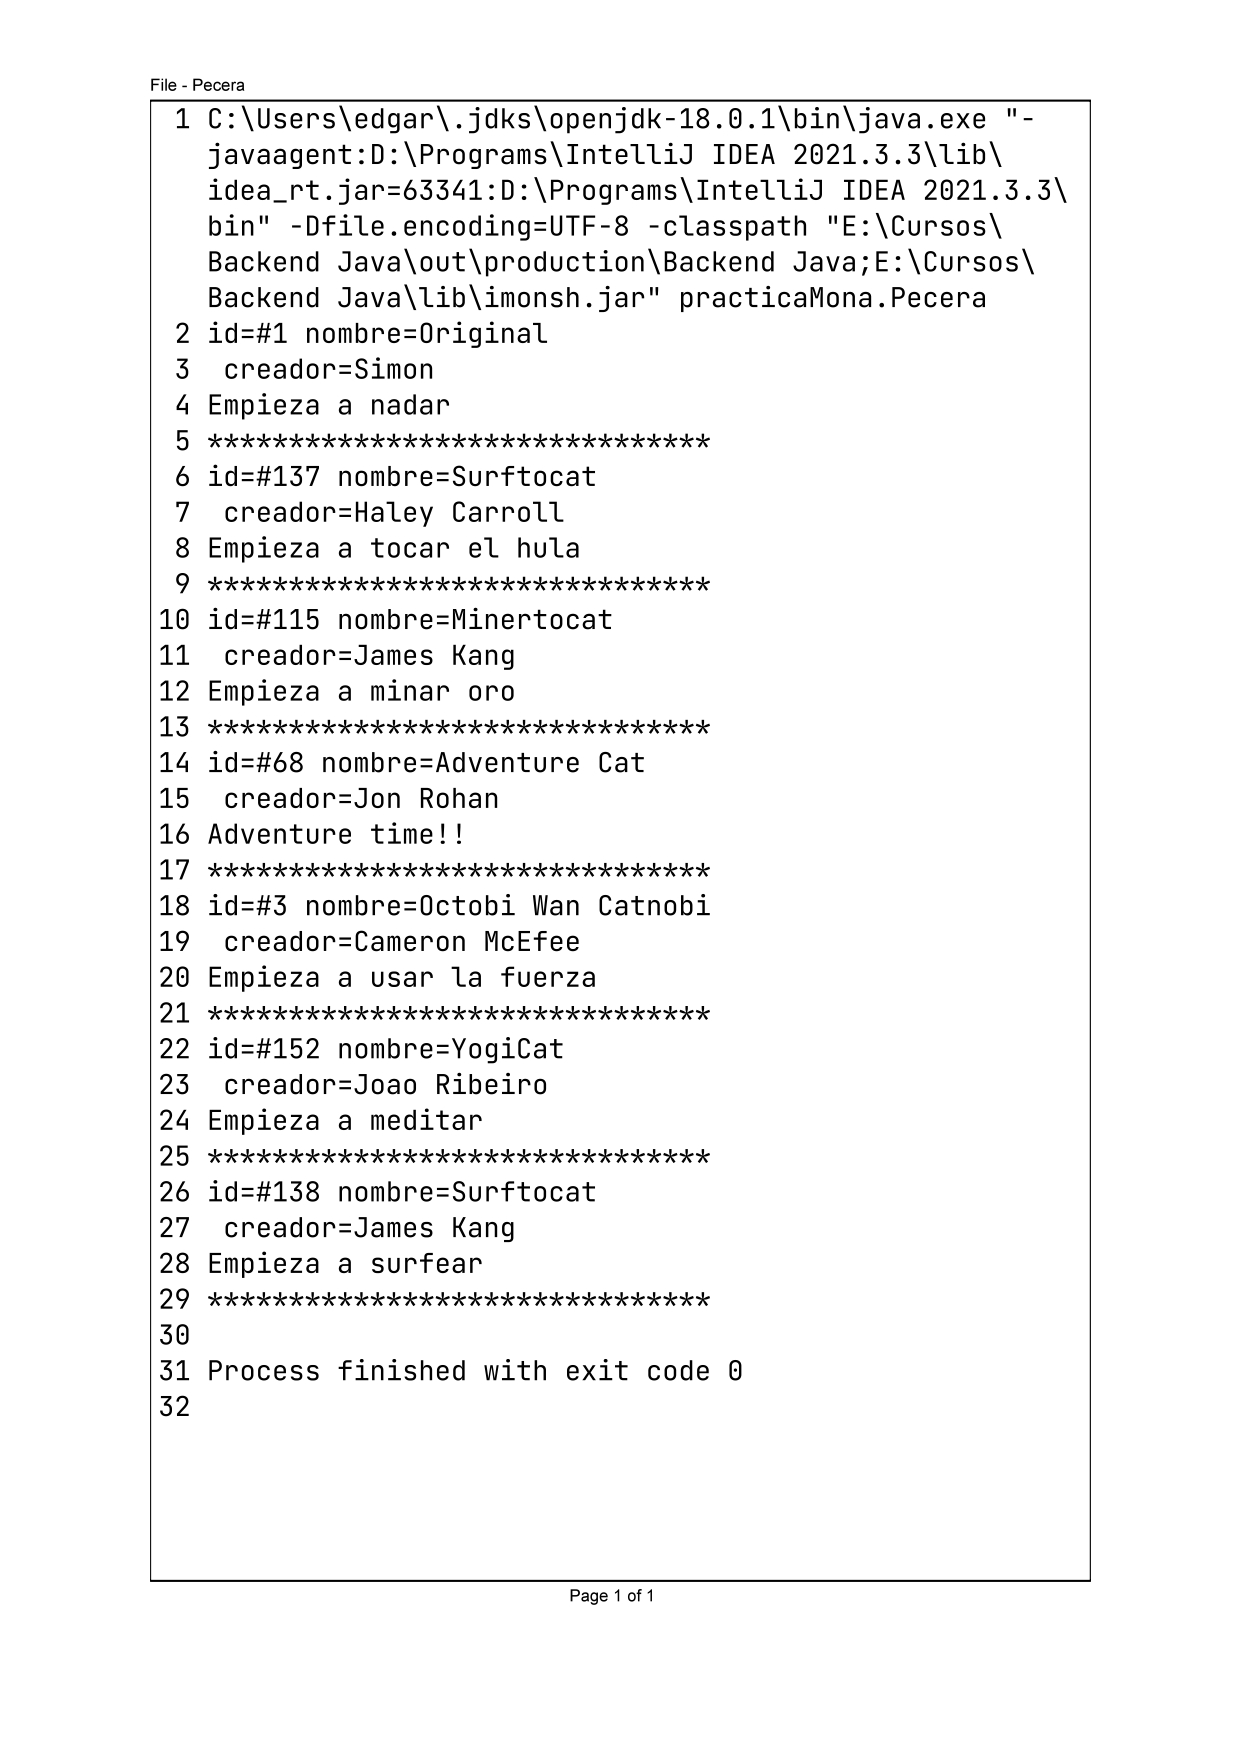 File - Pecera
1 C:\Users\edgar\.jdks\openjdk-18.0.1\bin\java.exe "-
javaagent:D:\Programs\IntelliJ IDEA 2021.3.3\lib\
idea_rt.jar=63341:D:\Programs\IntelliJ IDEA 2021.3.3\
bin" -Dfile.encoding=UTF-8 -classpath "E:\Cursos\
Backend Java\out\production\Backend Java;E:\Cursos\
Backend Java\lib\imonsh.jar" practicaMona.Pecera
2 id=#1 nombre=Original
3  creador=Simon
4 Empieza a nadar
5 *******************************
6 id=#137 nombre=Surftocat
7  creador=Haley Carroll
8 Empieza a tocar el hula
9 *******************************
10 id=#115 nombre=Minertocat
11  creador=James Kang
12 Empieza a minar oro
13 *******************************
14 id=#68 nombre=Adventure Cat
15  creador=Jon Rohan
16 Adventure time!!
17 *******************************
18 id=#3 nombre=Octobi Wan Catnobi
19  creador=Cameron McEfee
20 Empieza a usar la fuerza
21 *******************************
22 id=#152 nombre=YogiCat
23  creador=Joao Ribeiro
24 Empieza a meditar
25 *******************************
26 id=#138 nombre=Surftocat
27  creador=James Kang
28 Empieza a surfear
29 *******************************
30
31 Process finished with exit code 0
32
Page 1 of 1